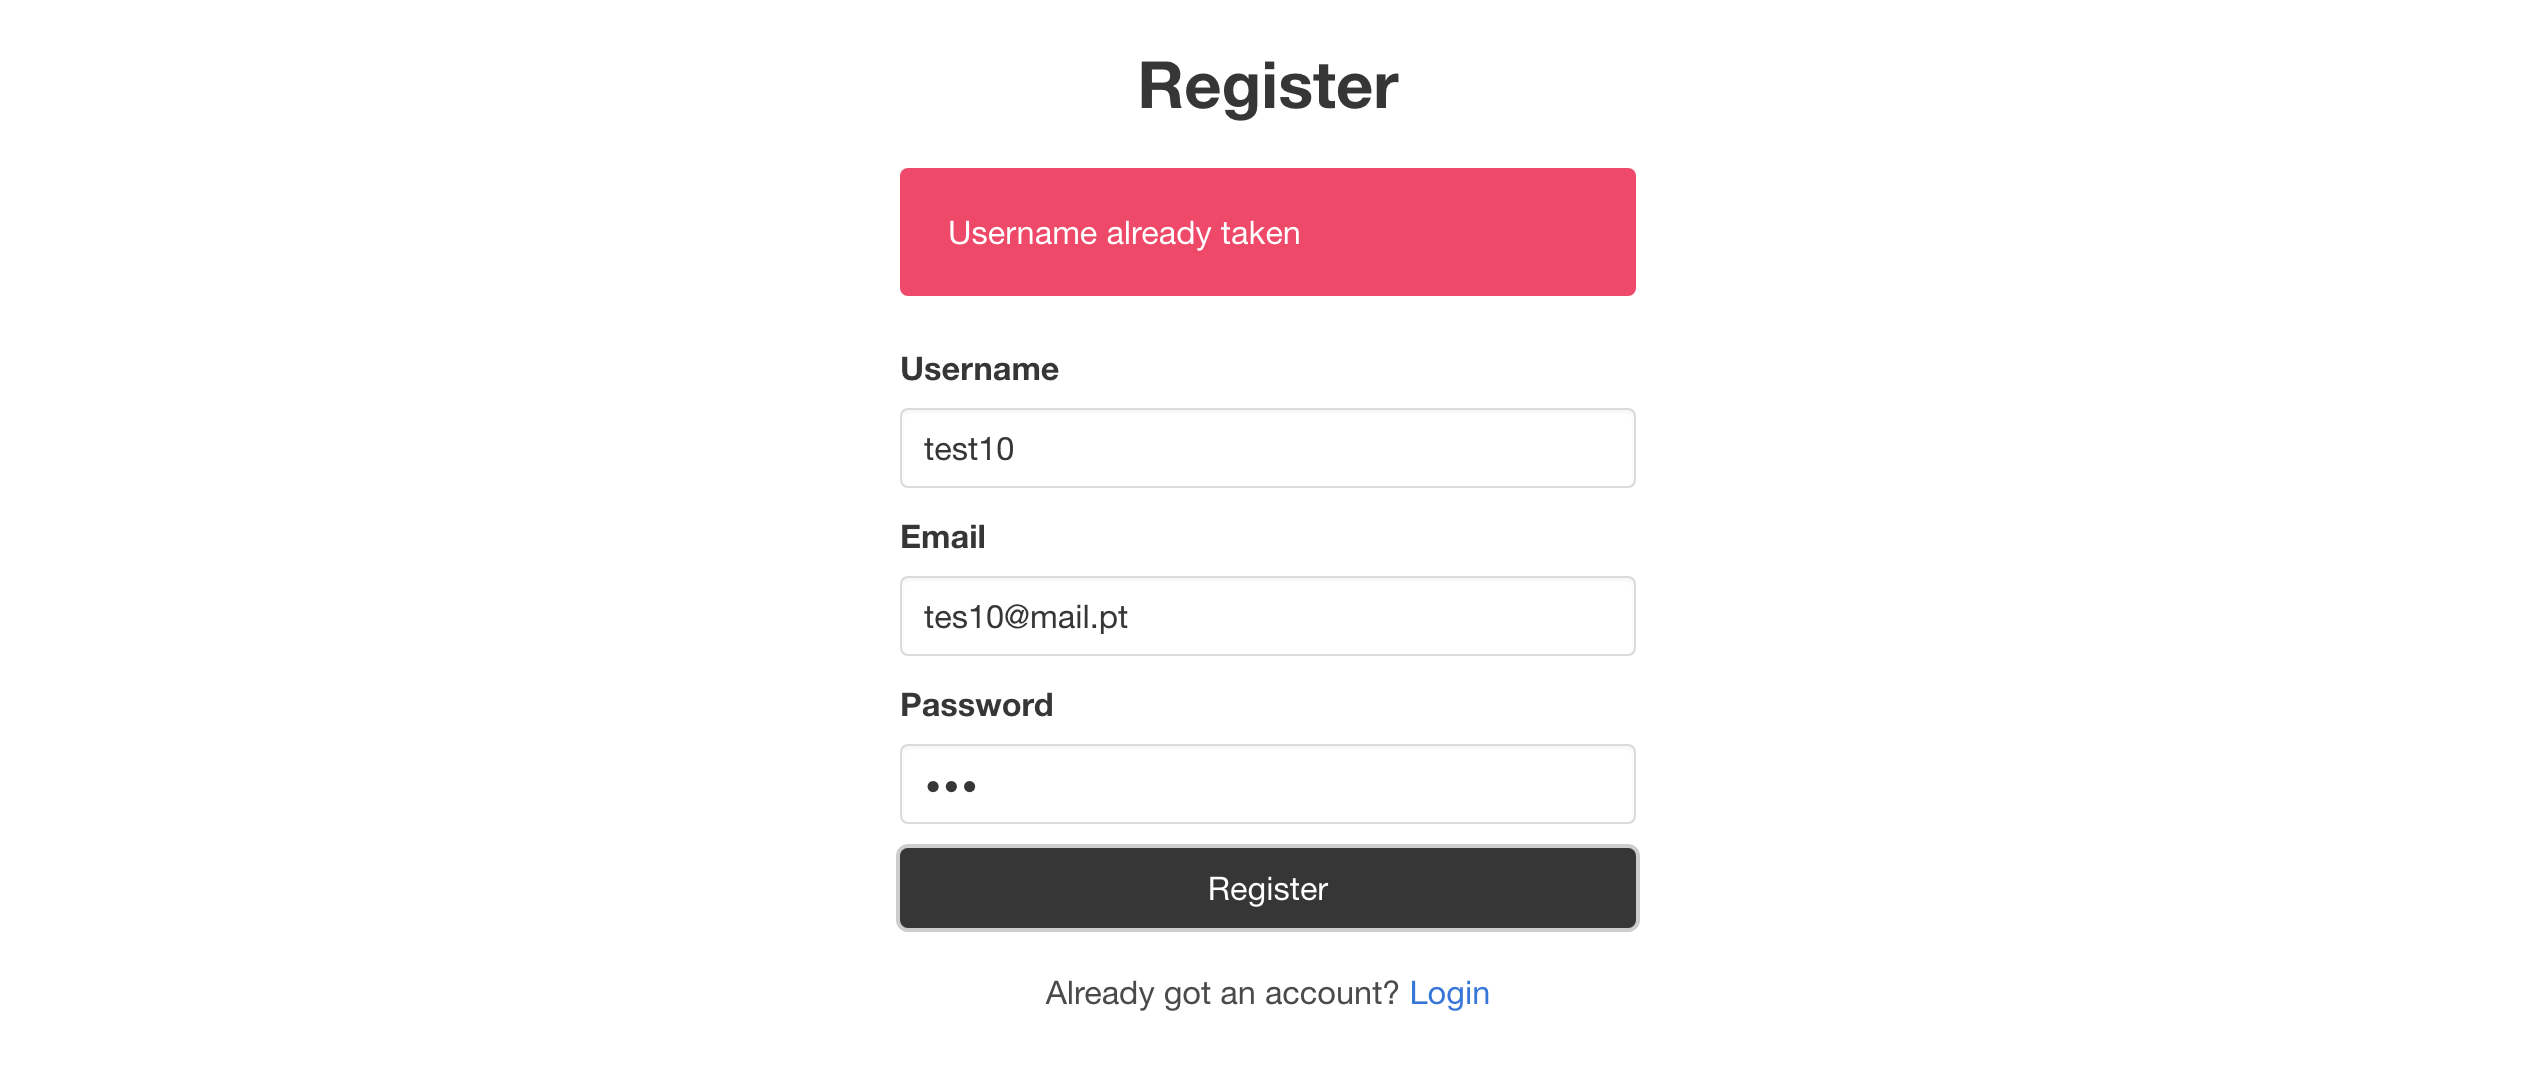 Register
Username already taken
Username
test10
Email
tes10@mail.pt
Password
•••
Register
Already got an account? Login